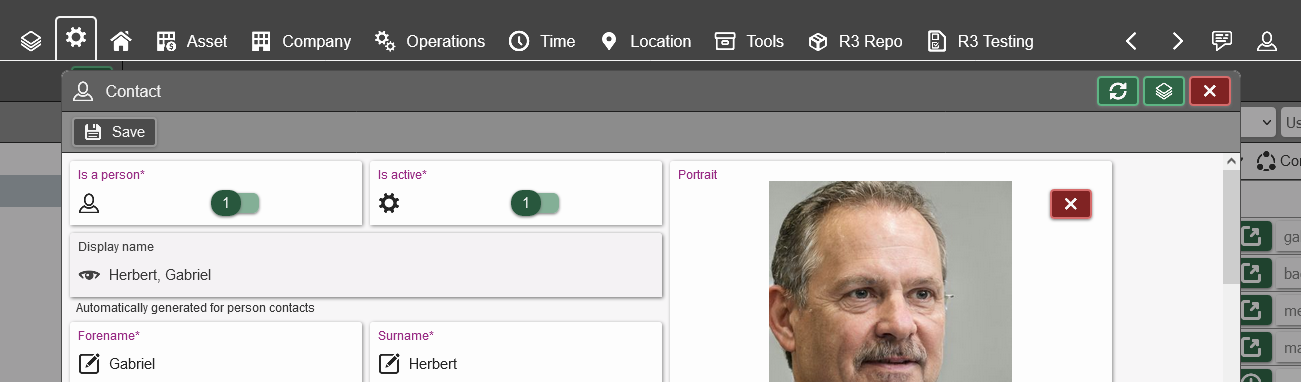 Asset Company Operations Time Location Tools R3 Repo R3 Testing
Contact
Save
Us
Is a person* Is active* Portrait
1 1
Display name
Herbert, Gabriel
Automatically generated for person contacts
Forename* Surname*
Gabriel Herbert
Co
ga
ba
me
ma